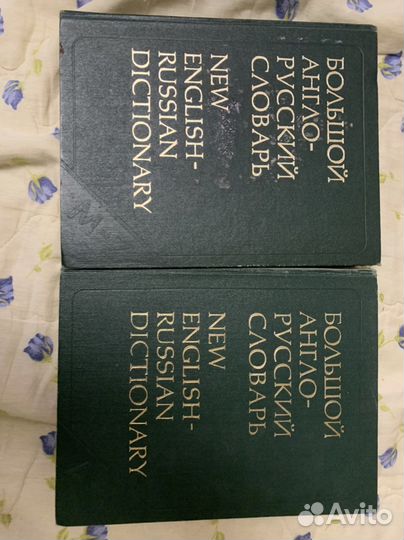 БОЛЬШОЙ
АНГЛО-
РУССКИЙ
СЛОВАРЬ
NEW
ENGLISH-
RUSSIAN
DICTIONARY
БОЛЬШОЙ
АНГЛО-
РУССКИЙ
СЛОВАРЬ
NEW
ENGLISH-
RUSSIAN
DICTIONARY
Avito